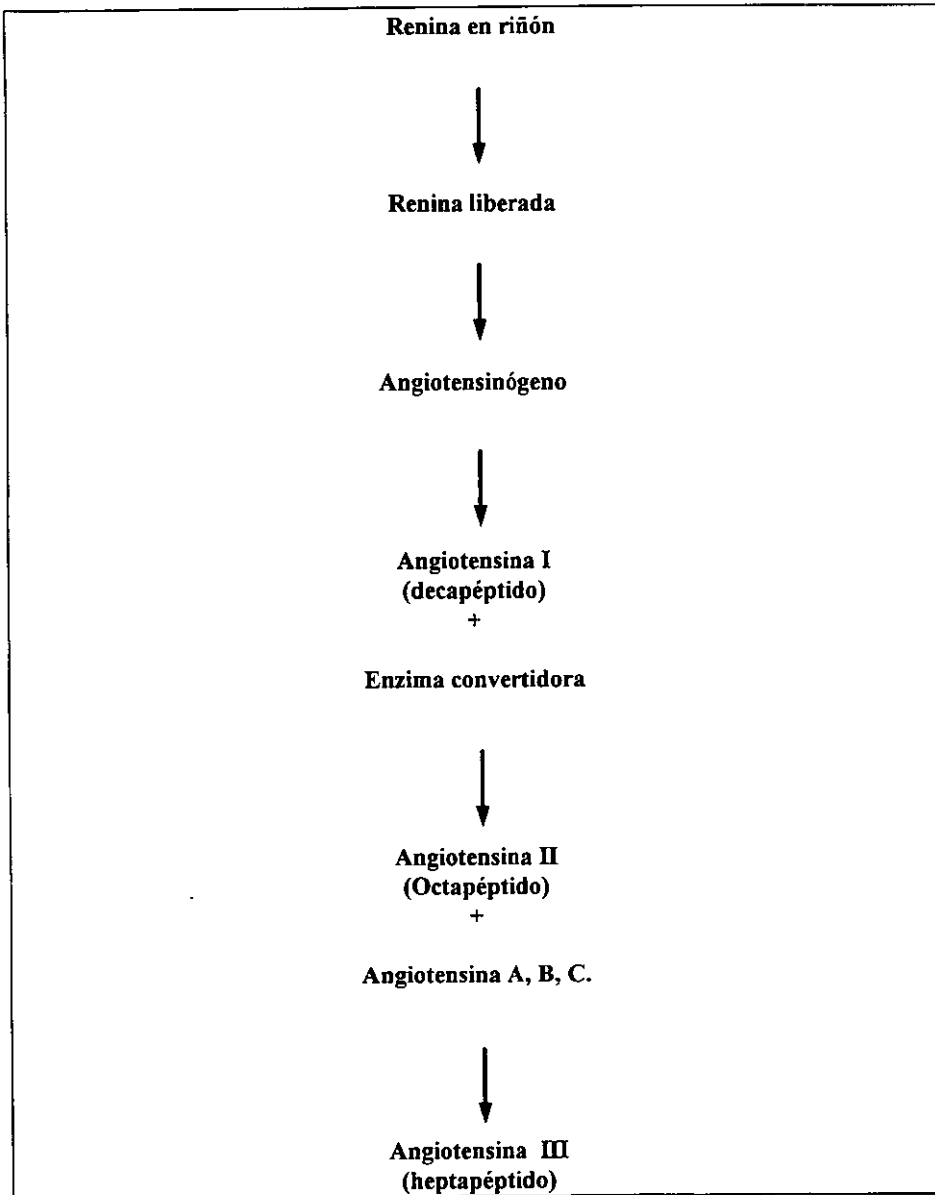 Renina en riñón
Renina liberada
Angiotensinógeno
Angiotensina I
(decapéptido)
+
Enzima convertidora
Angiotensina II
(Octapéptido)
+
Angiotensina A, B, C.
Angiotensina III
(heptapéptido)